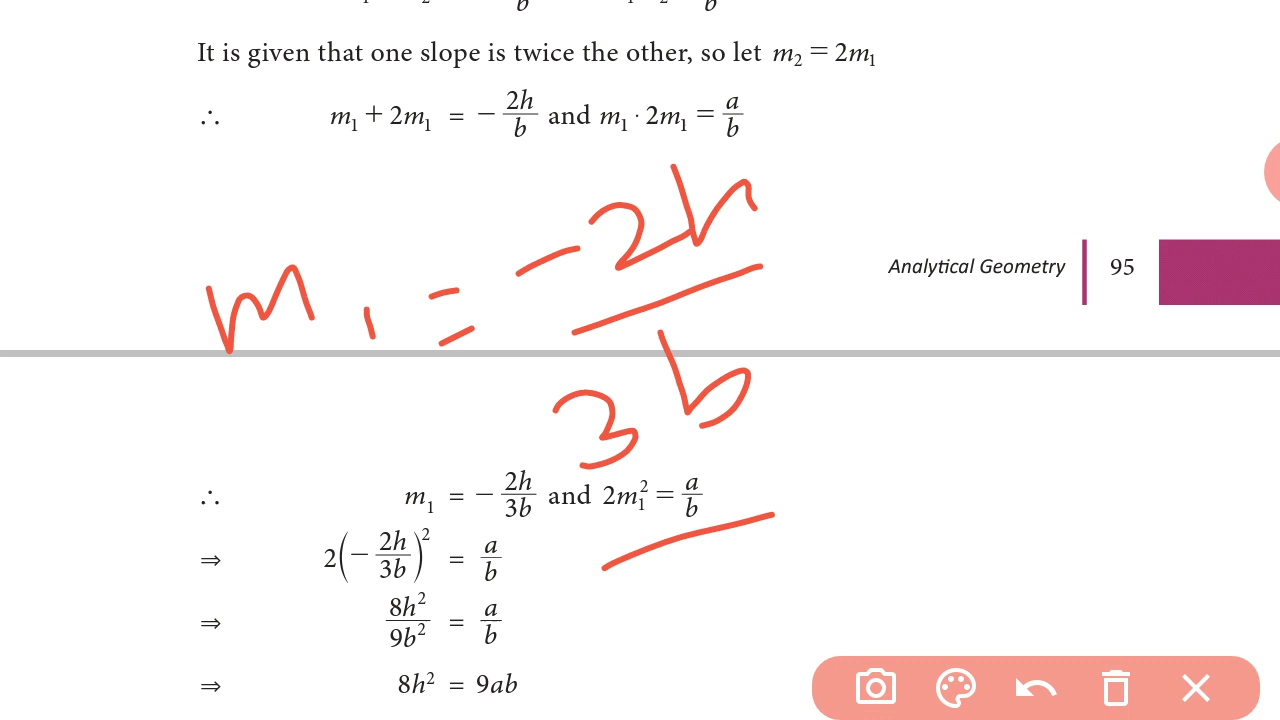 b b
It is given that one slope is twice the other, so let m₂ = 2m₁
∴ m₁ + 2m₁ = − 2h/b and m₁ · 2m₁ = a/b
m₁ = −2h/3b
Analytical Geometry 95
∴ m₁ = − 2h/3b and 2m₁² = a/b
⇒ 2(− 2h/3b)² = a/b
⇒ 8h²/9b² = a/b
⇒ 8h² = 9ab